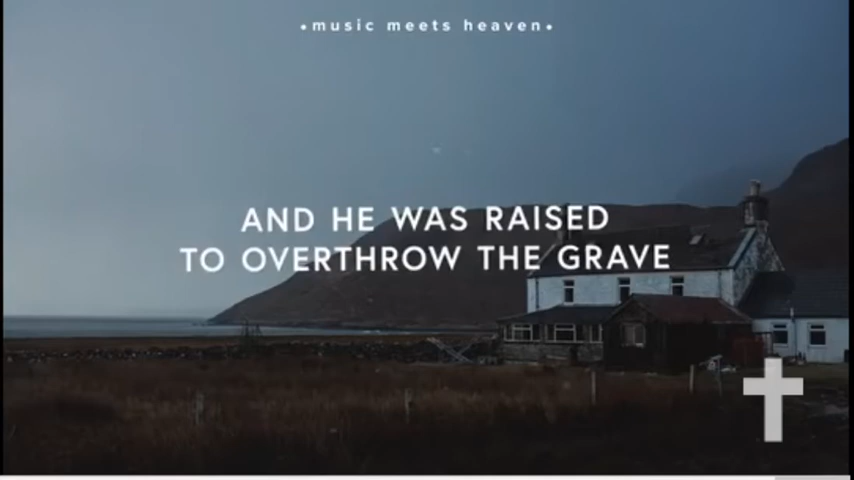 •music meets heaven•
AND HE WAS RAISED
TO OVERTHROW THE GRAVE